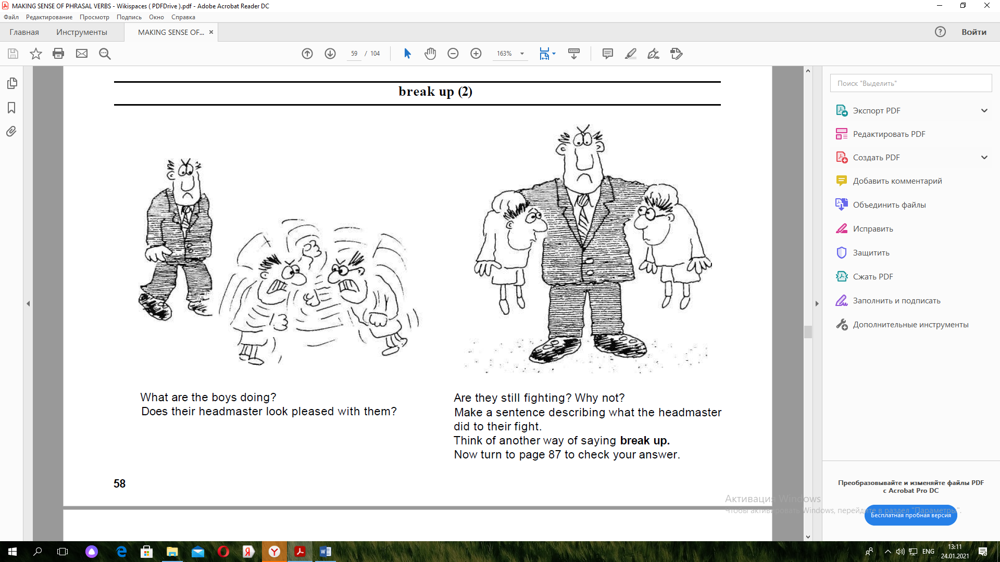 MAKING SENSE OF PHRASAL VERBS - Wikispaces ( PDFDrive ).pdf - Adobe Acrobat Reader DC
Файл Редактирование Просмотр Подпись Окно Справка
Главная Инструменты MAKING SENSE OF... × Войти
59 / 104 163%
break up (2)
What are the boys doing?
Does their headmaster look pleased with them?
Are they still fighting? Why not?
Make a sentence describing what the headmaster
did to their fight.
Think of another way of saying break up.
Now turn to page 87 to check your answer.
58
Поиск "Выделить"
Экспорт PDF
Редактировать PDF
Создать PDF
Добавить комментарий
Объединить файлы
Исправить
Защитить
Сжать PDF
Заполнить и подписать
Дополнительные инструменты
Преобразовывайте и изменяйте файлы PDF
с Acrobat Pro DC
Бесплатная пробная версия
Активация Windows
Чтобы активировать Windows, перейдите в раздел "Параметры".
ENG
13:11
24.01.2021